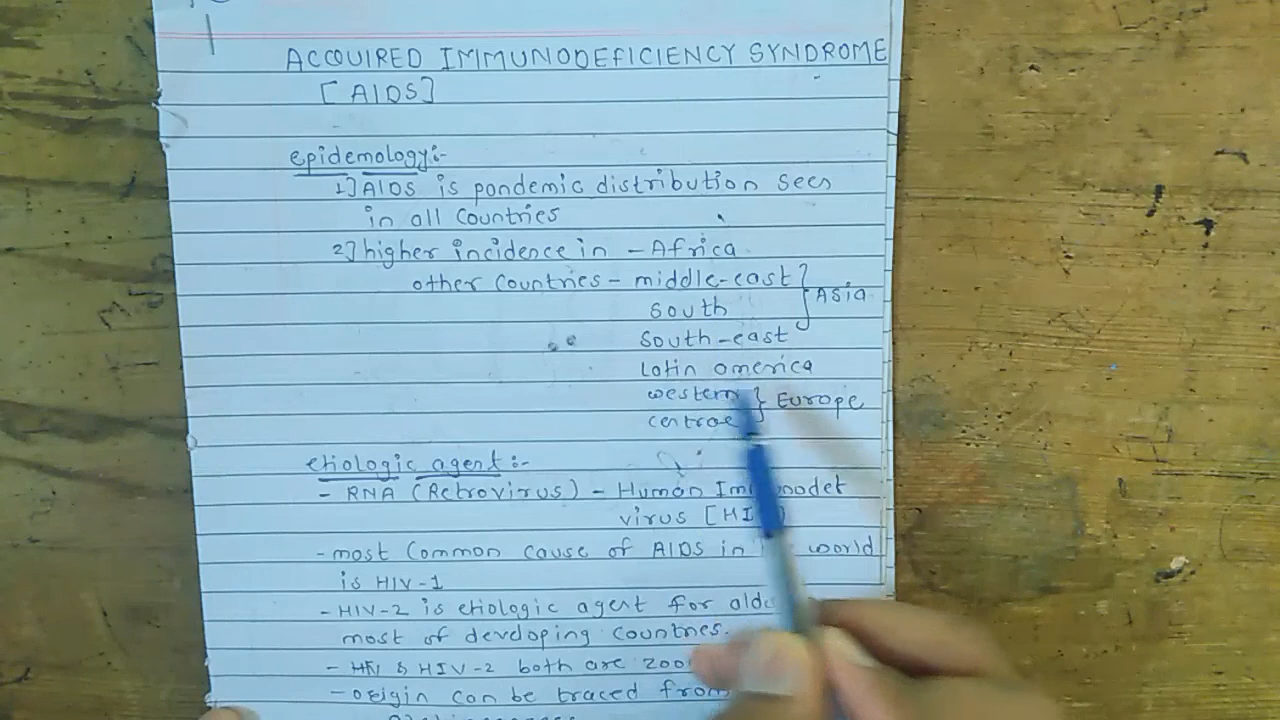 ACCOUIRED IMMUNODEFICIENCY SYNDROME
[AIDS]
epidemology:-
1] AIDS is pandemic distribution sees
in all countries
2] higher incidence in - Africa
other countries - middle-east } Asia
south
south-east
Latin america
western } Europe
central
etiologic agent:-
- RNA (Retrovirus) - Human
virus
- most common cause of AIDS in world
is HIV-1
- HIV-2 is etiologic agent for
most of developing countries.
- & HIV-2 both are
- origin can be traced from